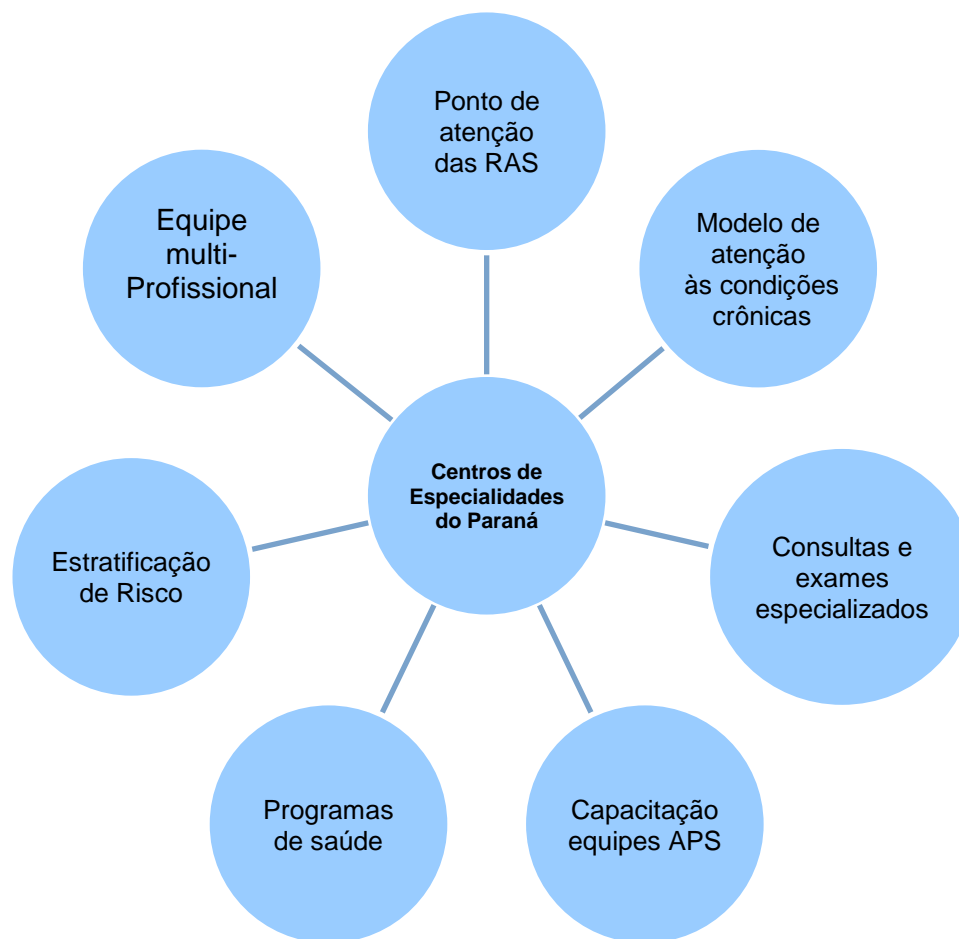 Ponto de
atenção
das RAS
Modelo de
atenção
às condições
crônicas
Consultas e
exames
especializados
Capacitação
equipes APS
Programas
de saúde
Estratificação
de Risco
Equipe
multi-
Profissional
Centros de
Especialidades
do Paraná